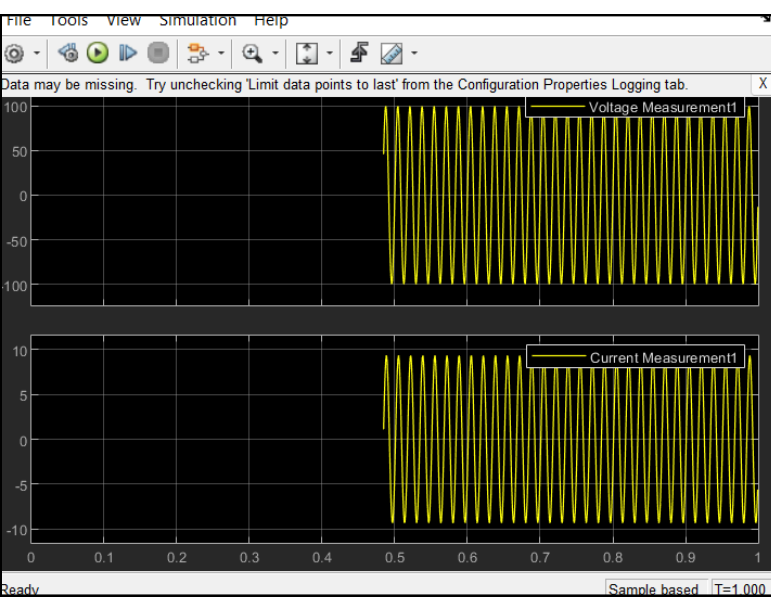 File Tools View Simulation Help
Data may be missing. Try unchecking 'Limit data points to last' from the Configuration Properties Logging tab. X
Voltage Measurement1
100
50
0
-50
-100
Current Measurement1
10
5
0
-5
-10
0 0.1 0.2 0.3 0.4 0.5 0.6 0.7 0.8 0.9 1
Ready Sample based T=1.000